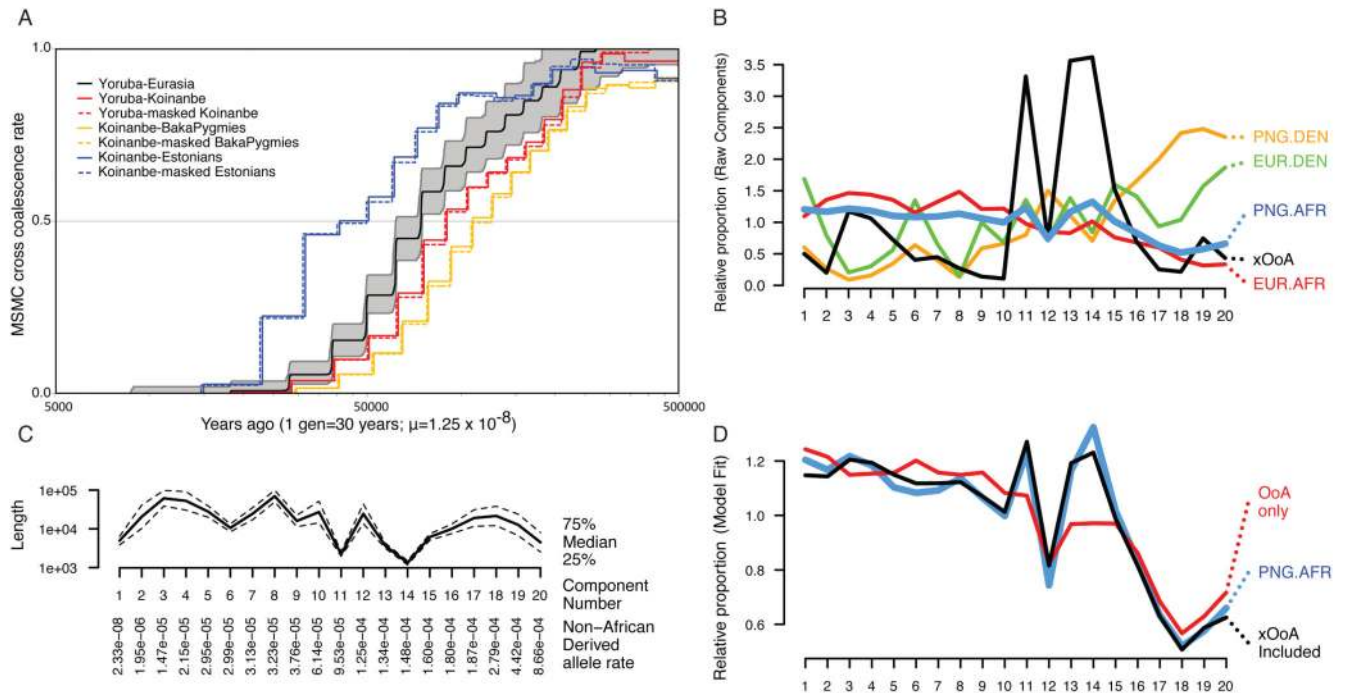 A
1.0
0.5
0.0
MSMC cross coalescence rate
Yoruba-Eurasia
Yoruba-Koinanbe
Yoruba-masked Koinanbe
Koinanbe-BakaPygmies
Koinanbe-masked BakaPygmies
Koinanbe-Estonians
Koinanbe-masked Estonians
5000 50000 500000
Years ago (1 gen=30 years; μ=1.25 x 10-8)
B
Relative proportion (Raw Components)
3.5
3.0
2.5
2.0
1.5
1.0
0.5
0.0
1 2 3 4 5 6 7 8 9 10 11 12 13 14 15 16 17 18 19 20
PNG.DEN
EUR.DEN
PNG.AFR
xOoA
EUR.AFR
C
Length
1e+05
1e+04
1e+03
75%
Median
25%
1 2 3 4 5 6 7 8 9 10 11 12 13 14 15 16 17 18 19 20
Component
Number
2.33e−08
1.95e−06
1.47e−05
2.15e−05
2.95e−05
2.99e−05
3.13e−05
3.23e−05
3.76e−05
6.14e−05
9.53e−05
1.25e−04
1.34e−04
1.48e−04
1.60e−04
1.80e−04
1.87e−04
2.79e−04
4.42e−04
8.66e−04
Non−African
Derived
allele rate
D
Relative proportion (Model Fit)
1.2
1.0
0.8
0.6
1 2 3 4 5 6 7 8 9 10 11 12 13 14 15 16 17 18 19 20
OoA
only
PNG.AFR
xOoA
Included